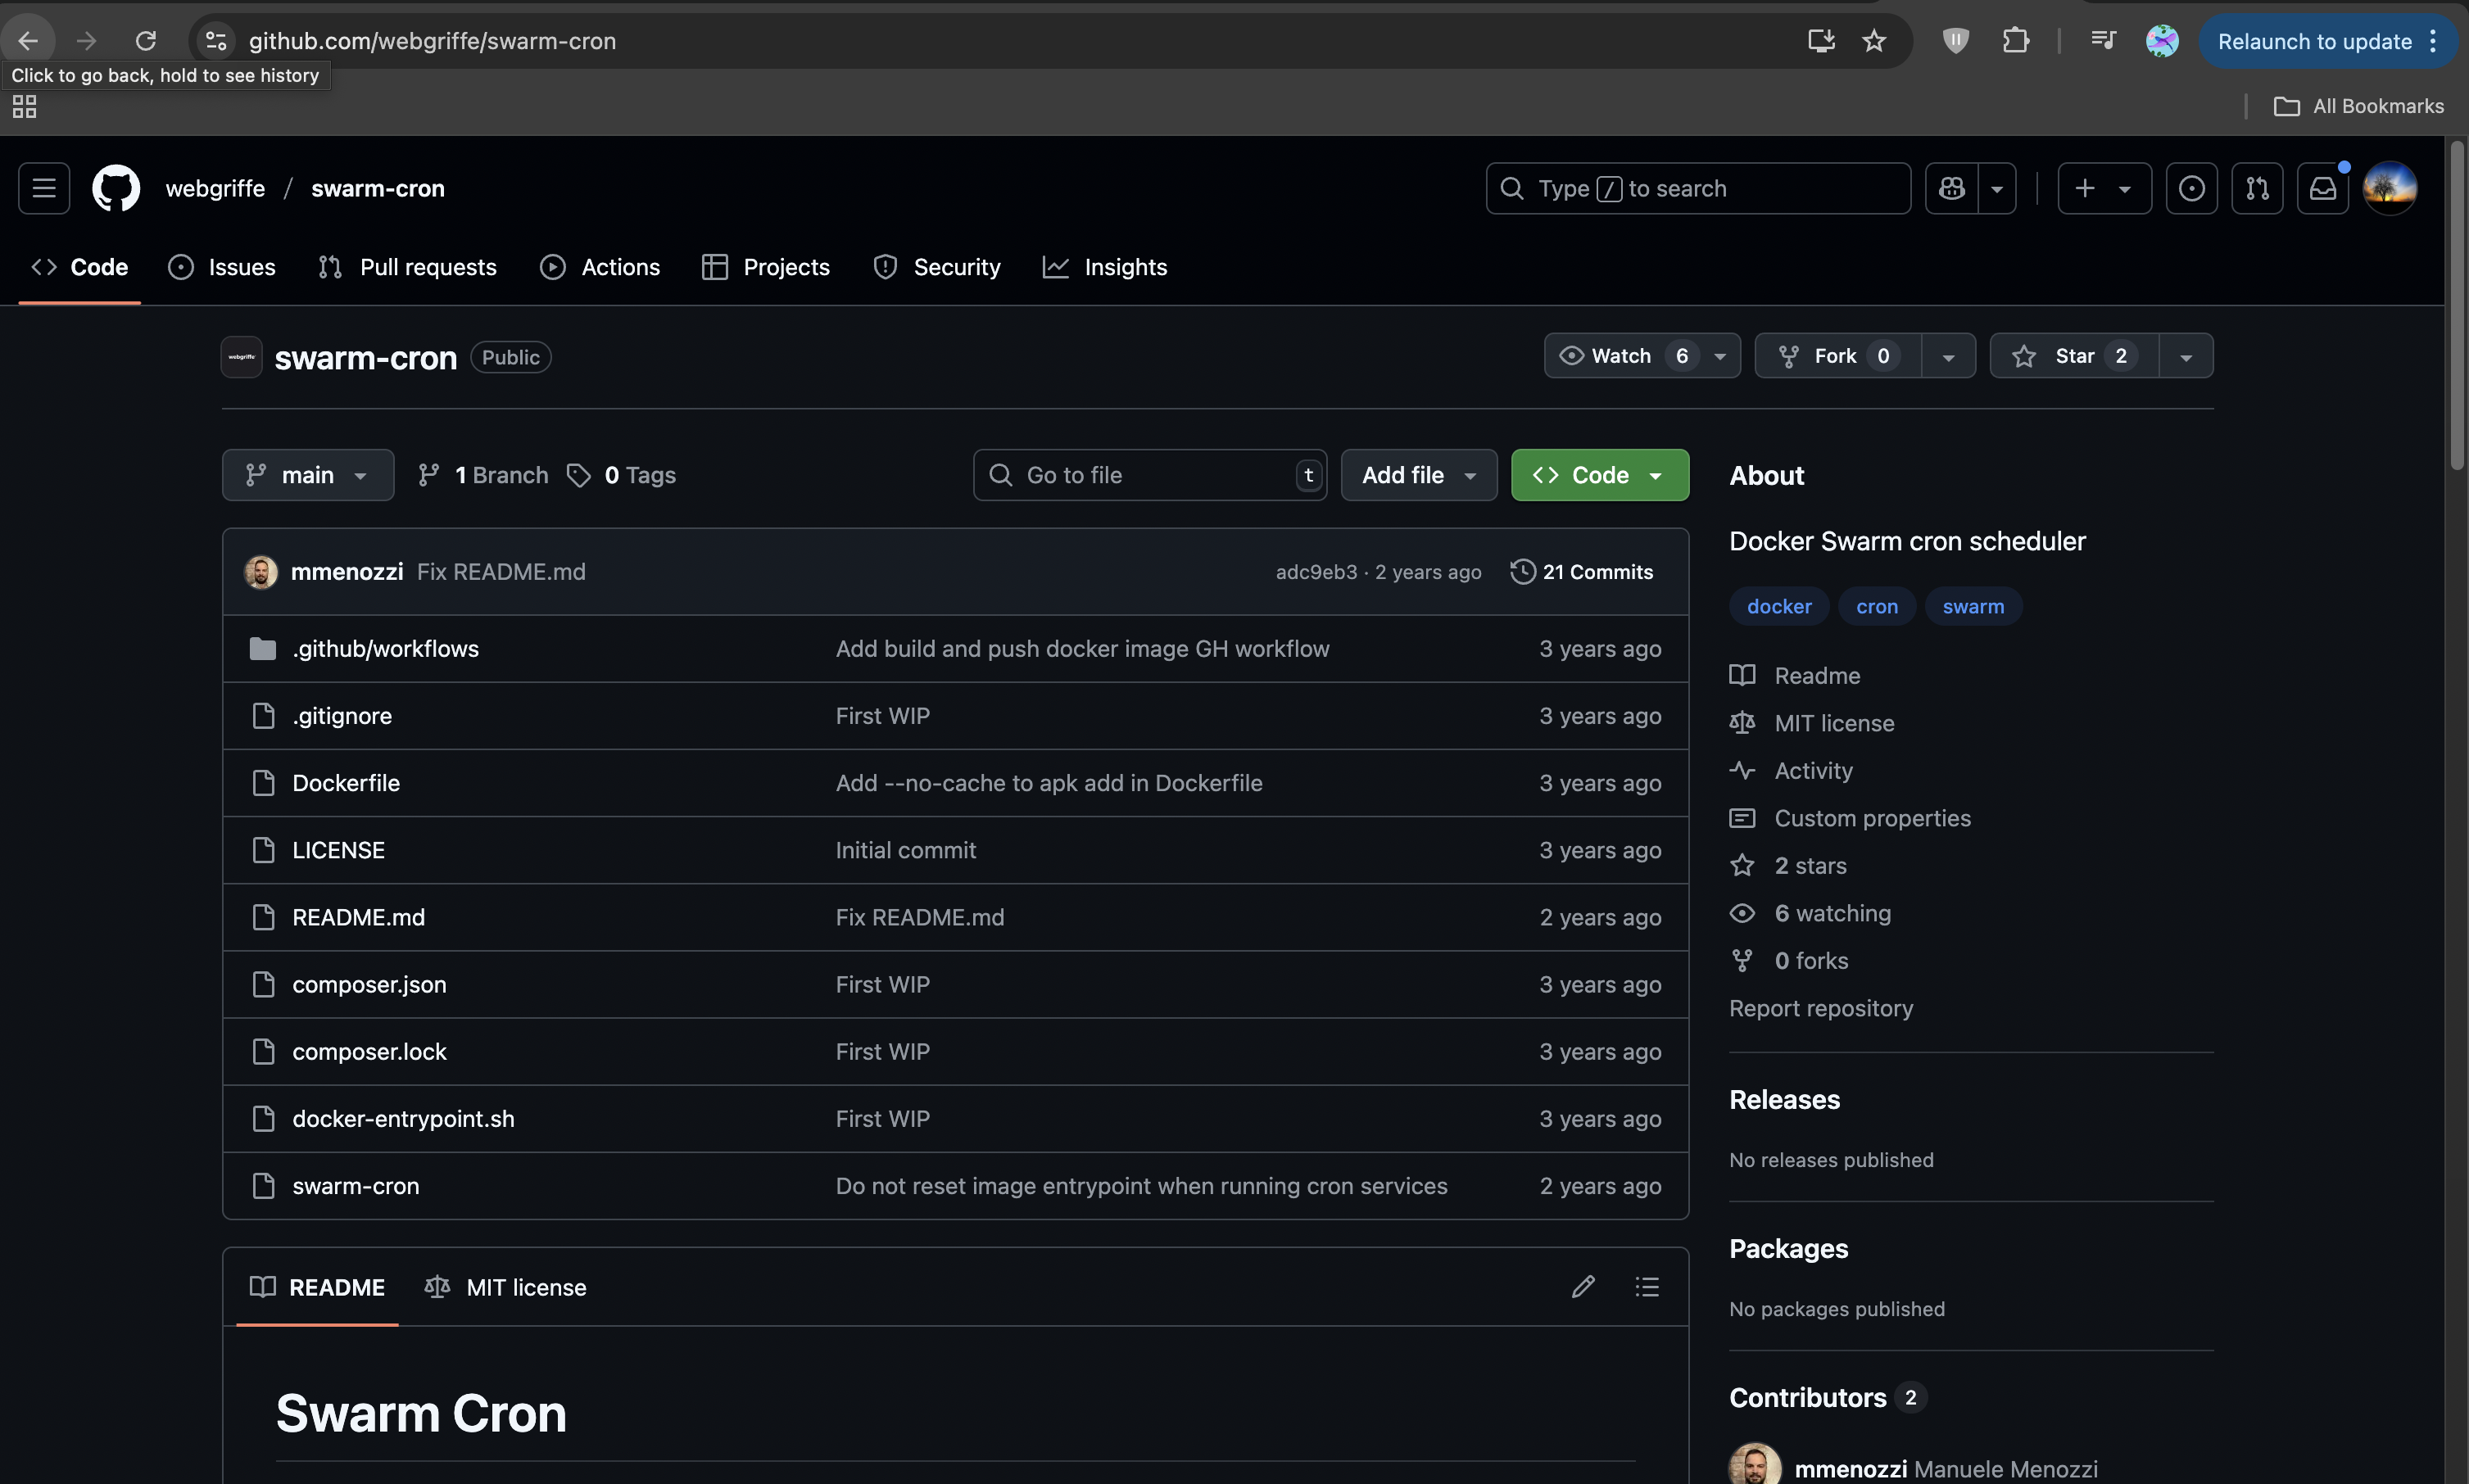 github.com/webgriffe/swarm-cron
Relaunch to update
Click to go back, hold to see history
All Bookmarks
webgriffe / swarm-cron
Type / to search
Code Issues Pull requests Actions Projects Security Insights
webgriffe
swarm-cron Public
Watch 6 Fork 0 Star 2
main 1 Branch 0 Tags
Go to file t
Add file
Code
mmenozzi Fix README.md adc9eb3 · 2 years ago 21 Commits
.github/workflows Add build and push docker image GH workflow 3 years ago
.gitignore First WIP 3 years ago
Dockerfile Add --no-cache to apk add in Dockerfile 3 years ago
LICENSE Initial commit 3 years ago
README.md Fix README.md 2 years ago
composer.json First WIP 3 years ago
composer.lock First WIP 3 years ago
docker-entrypoint.sh First WIP 3 years ago
swarm-cron Do not reset image entrypoint when running cron services 2 years ago
README MIT license
Swarm Cron
About
Docker Swarm cron scheduler
docker cron swarm
Readme
MIT license
Activity
Custom properties
2 stars
6 watching
0 forks
Report repository
Releases
No releases published
Packages
No packages published
Contributors 2
mmenozzi Manuele Menozzi